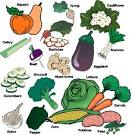 Squash
Turnip
Cauliflower
Celery
Radishes
Beet
Eggplant
Mushrooms
Lettuce
Cucumbers
Broccoli
Carrots
Onion
Pepper
Corn
Peas
Potatoes